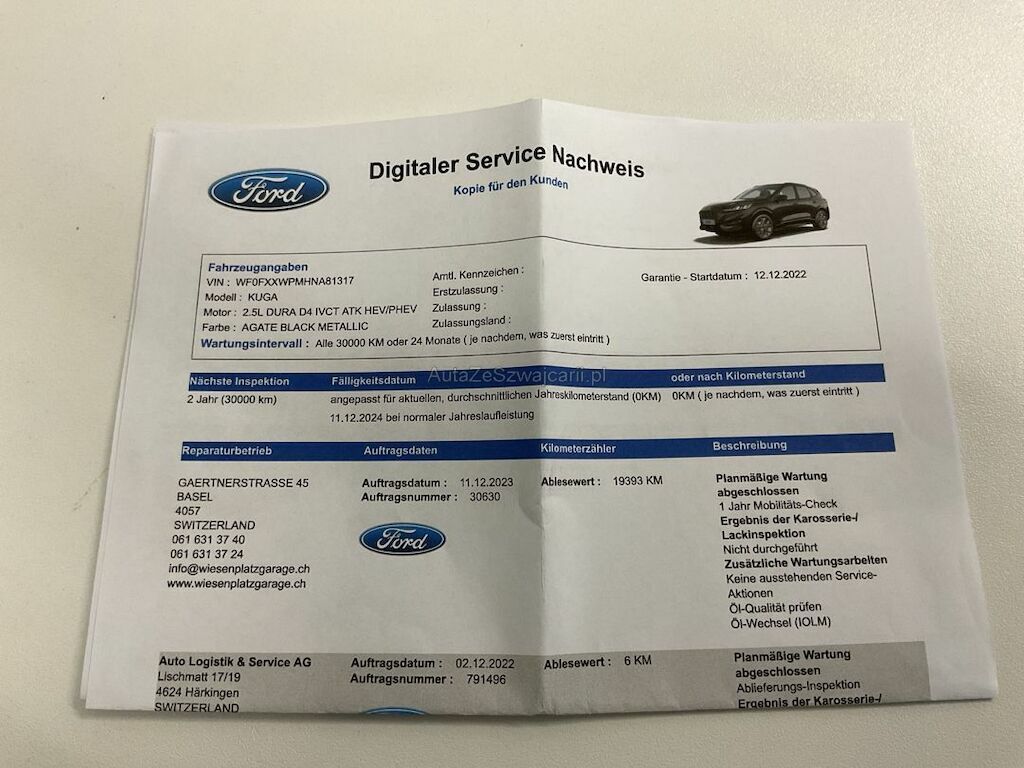 Digitaler Service Nachweis
Ford
Kopie für den Kunden
Fahrzeugangaben
VIN : WF0FXXWPMHNA81317
Modell : KUGA
Motor : 2.5L DURA D4 IVCT ATK HEV/PHEV
Farbe : AGATE BLACK METALLIC
Amtl. Kennzeichen :
Erstzulassung :
Zulassung :
Zulassungsland :
Garantie - Startdatum : 12.12.2022
Wartungsintervall : Alle 30000 KM oder 24 Monate ( je nachdem, was zuerst eintritt )
Nächste Inspektion Fälligkeitsdatum oder nach Kilometerstand
AutaZeSzwajcarii.pl
2 Jahr (30000 km) angepasst für aktuellen, durchschnittlichen Jahreskilometerstand (0KM) 0KM ( je nachdem, was zuerst eintritt )
11.12.2024 bei normaler Jahreslaufleistung
Reparaturbetrieb Auftragsdaten Kilometerzähler Beschreibung
GAERTNERSTRASSE 45
BASEL
4057
SWITZERLAND
061 631 37 40
061 631 37 24
info@wiesenplatzgarage.ch
www.wiesenplatzgarage.ch
Auftragsdatum : 11.12.2023
Auftragsnummer : 30630
Ford
Ablesewert : 19393 KM
Planmäßige Wartung
abgeschlossen
1 Jahr Mobilitäts-Check
Ergebnis der Karosserie-/
Lackinspektion
Nicht durchgeführt
Zusätzliche Wartungsarbeiten
Keine ausstehenden Service-
Aktionen
Öl-Qualität prüfen
Öl-Wechsel (IOLM)
Auto Logistik & Service AG
Lischmatt 17/19
4624 Härkingen
SWITZERLAND
Auftragsdatum : 02.12.2022
Auftragsnummer : 791496
Ablesewert : 6 KM
Planmäßige Wartung
abgeschlossen
Ablieferungs-Inspektion
Ergebnis der Karosserie-/